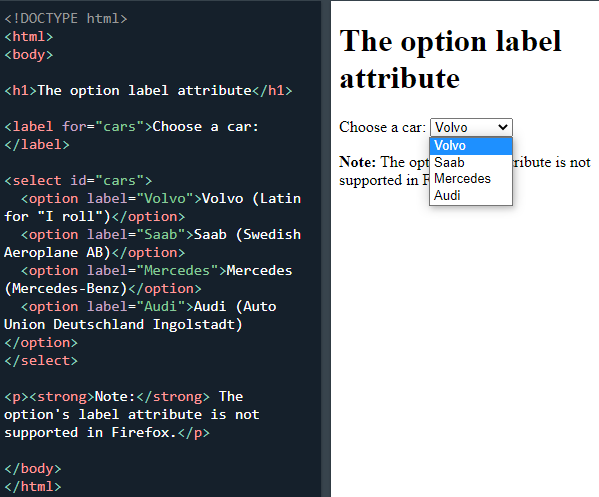 <!DOCTYPE html>
<html>
<body>
<h1>The option label attribute</h1>
<label for="cars">Choose a car:
</label>
<select id="cars">
<option label="Volvo">Volvo (Latin
for "I roll")</option>
<option label="Saab">Saab (Swedish
Aeroplane AB)</option>
<option label="Mercedes">Mercedes
(Mercedes-Benz)</option>
<option label="Audi">Audi (Auto
Union Deutschland Ingolstadt)
</option>
</select>
<p><strong>Note:</strong> The
option's label attribute is not
supported in Firefox.</p>
</body>
</html>
The option label
attribute
Choose a car: Volvo
Volvo
Saab
Mercedes
Audi
Note: The attribute is not
supported in